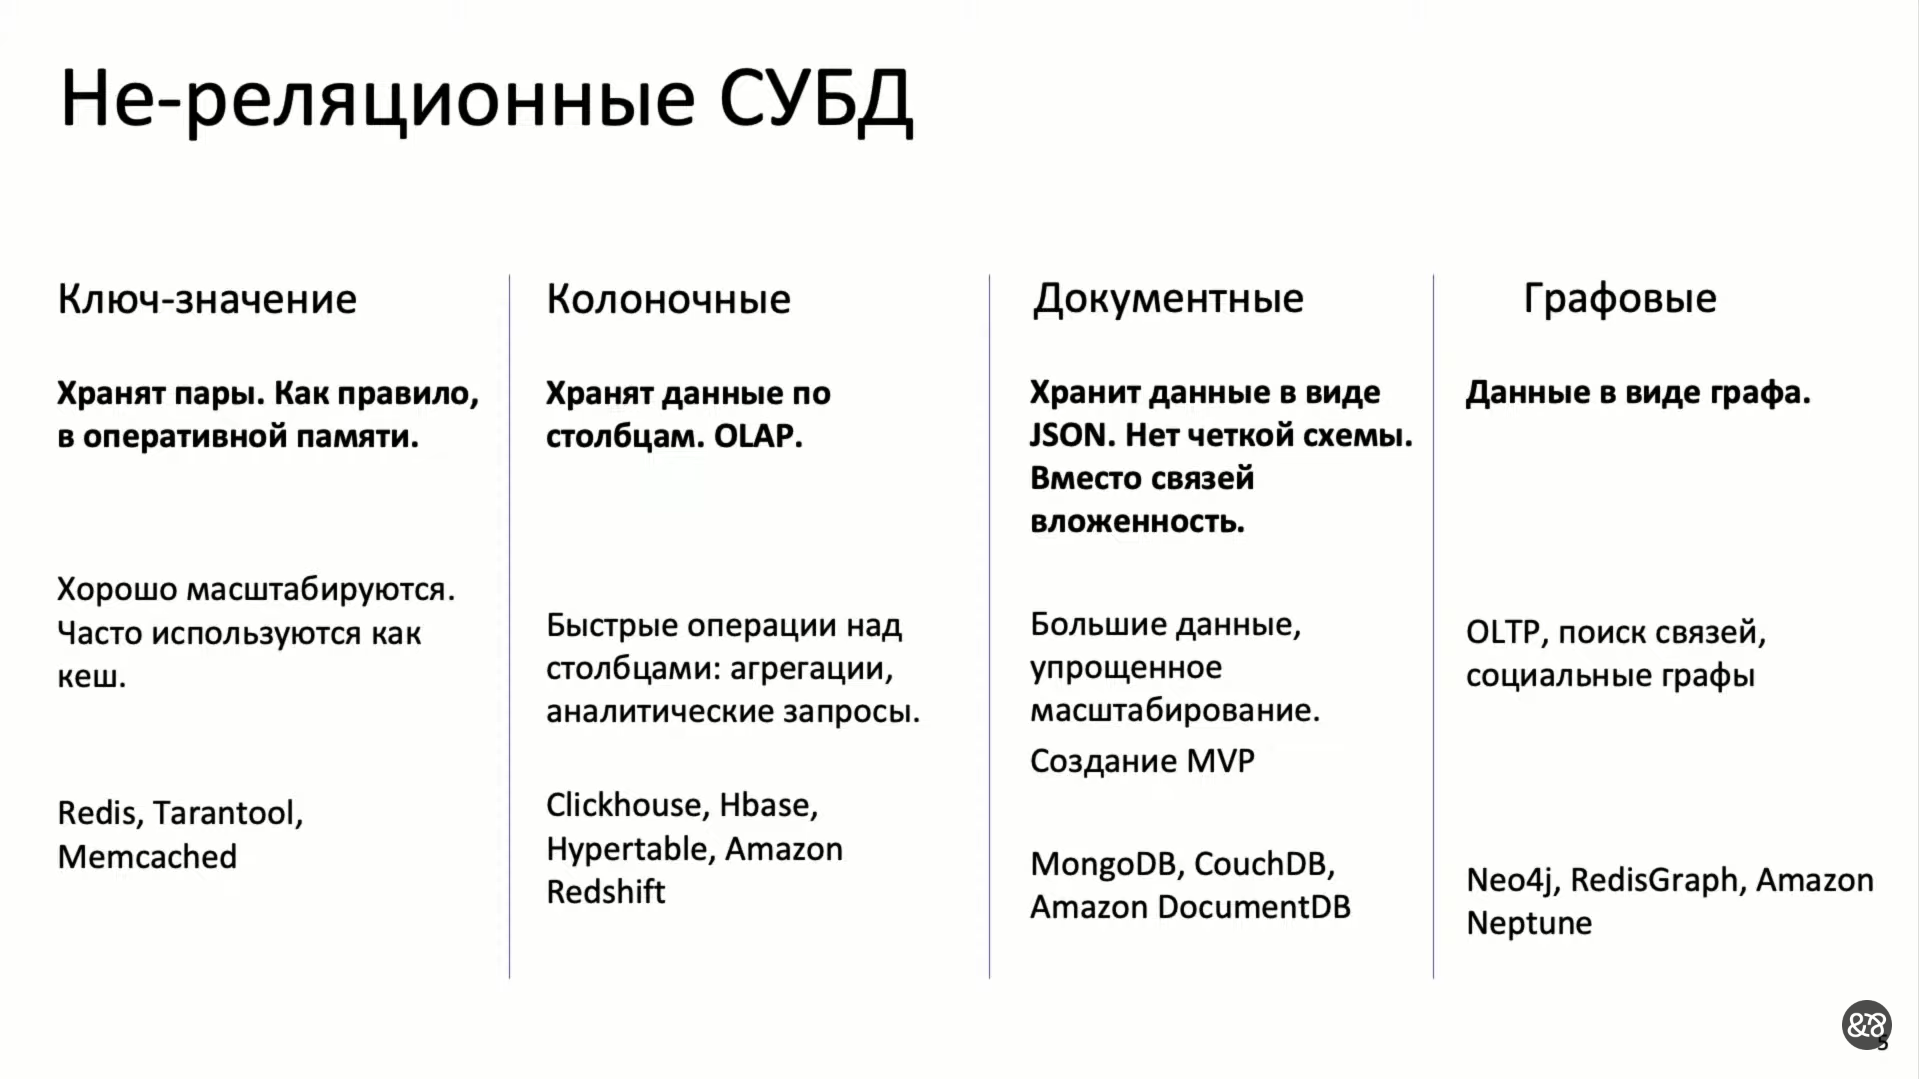 Не-реляционные СУБД
Ключ-значение
Хранят пары. Как правило,
в оперативной памяти.
Хорошо масштабируются.
Часто используются как
кеш.
Redis, Tarantool,
Memcached
Колоночные
Хранят данные по
столбцам. OLAP.
Быстрые операции над
столбцами: агрегации,
аналитические запросы.
Clickhouse, Hbase,
Hypertable, Amazon
Redshift
Документные
Хранит данные в виде
JSON. Нет четкой схемы.
Вместо связей
вложенность.
Большие данные,
упрощенное
масштабирование.
Создание MVP
MongoDB, CouchDB,
Amazon DocumentDB
Графовые
Данные в виде графа.
OLTP, поиск связей,
социальные графы
Neo4j, RedisGraph, Amazon
Neptune
5